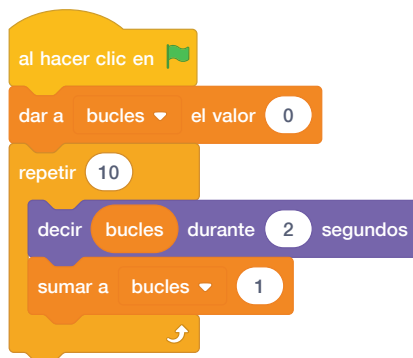 al hacer clic en
dar a bucles el valor 0
repetir 10
decir bucles durante 2 segundos
sumar a bucles 1